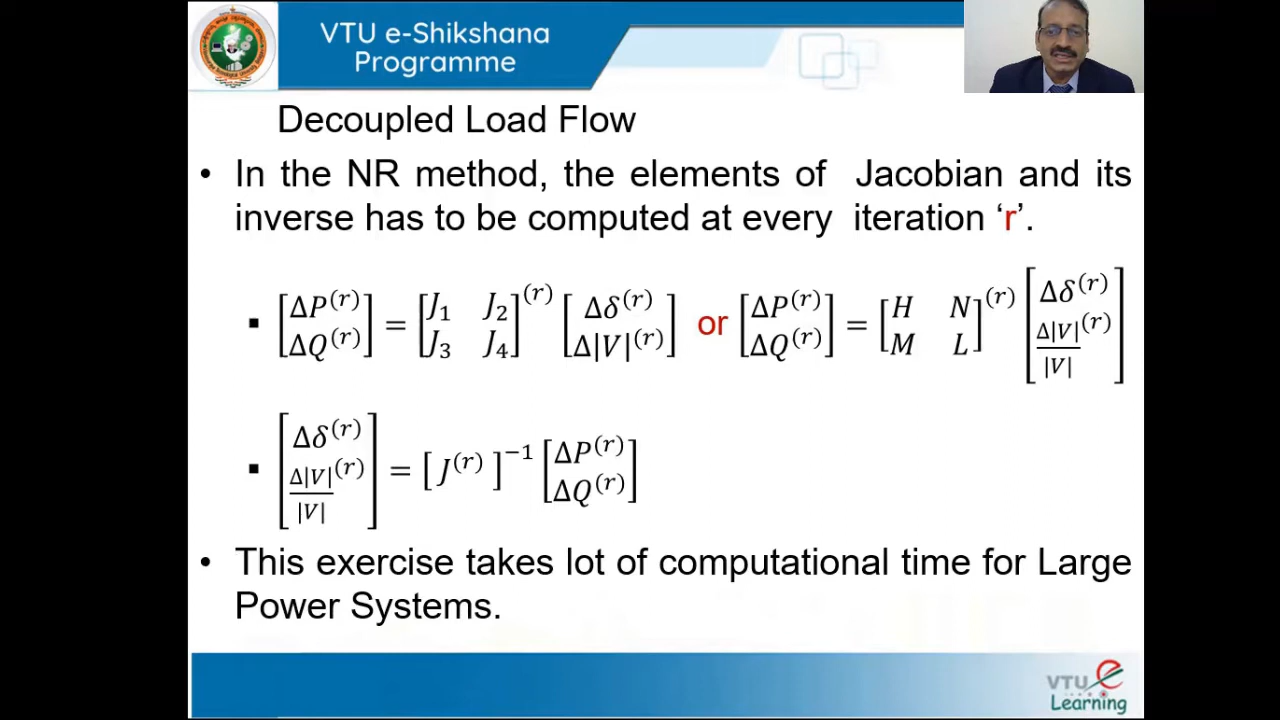 VTU e-Shikshana
Programme
Decoupled Load Flow
• In the NR method, the elements of Jacobian and its
inverse has to be computed at every iteration ‘r’.
▪ [ΔP^(r) ; ΔQ^(r)] = [J₁ J₂ ; J₃ J₄]^(r) [Δδ^(r) ; Δ|V|^(r)] or [ΔP^(r) ; ΔQ^(r)] = [H N ; M L]^(r) [Δδ^(r) ; Δ|V|^(r) / |V|]
▪ [Δδ^(r) ; Δ|V|^(r) / |V|] = [J^(r)]^−1 [ΔP^(r) ; ΔQ^(r)]
• This exercise takes lot of computational time for Large
Power Systems.
VTU e
Learning